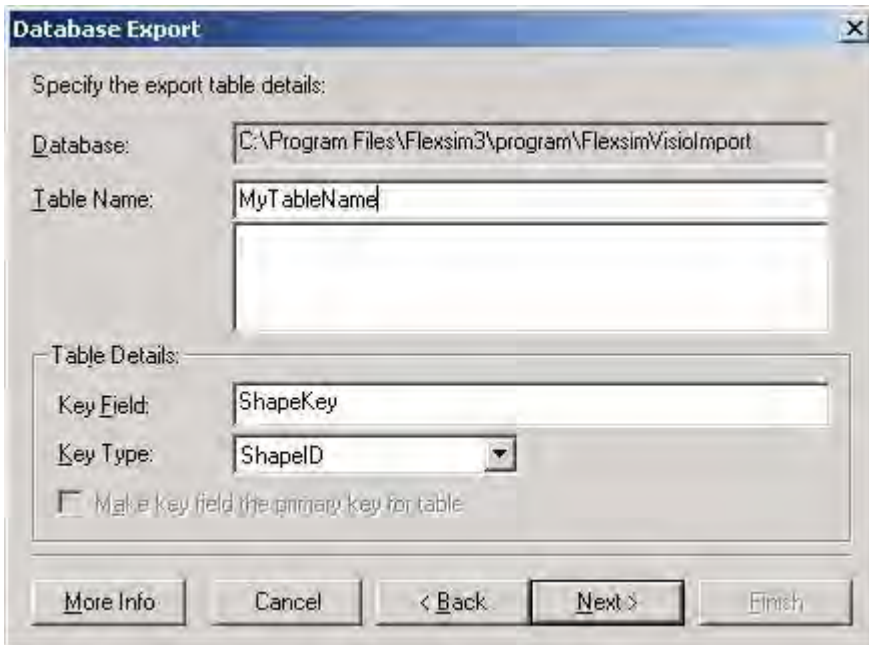 Database Export
Specify the export table details:
Database: C:\Program Files\Flexsim3\program\FlexsimVisioImport
Table Name: MyTableName
Table Details:
Key Field: ShapeKey
Key Type: ShapeID
Make key field the primary key for table
More Info Cancel < Back Next > Finish